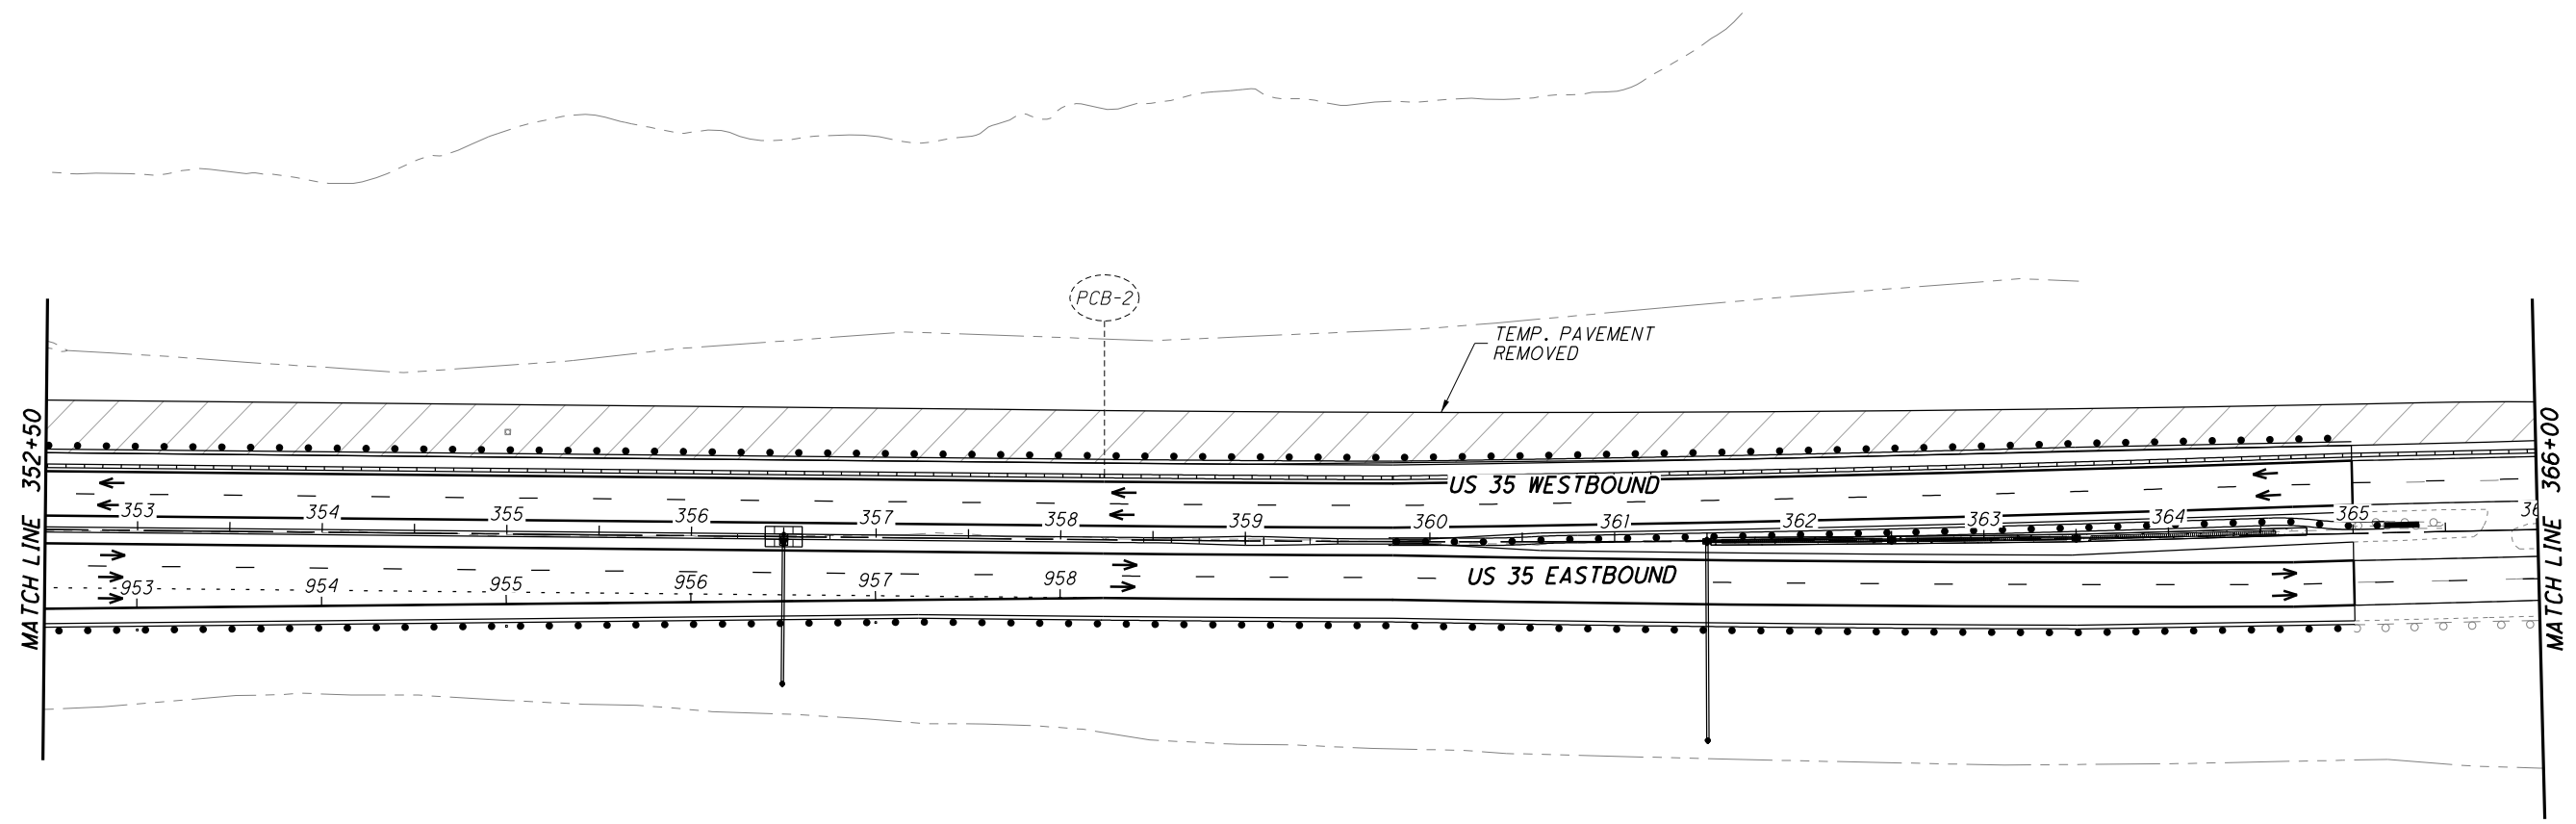 PCB-2
TEMP. PAVEMENT
REMOVED
MATCH LINE 352+50
MATCH LINE 366+00
US 35 WESTBOUND
353 354 355 356 357 358 359 360 361 362 363 364 365
US 35 EASTBOUND
953 954 955 956 957 958